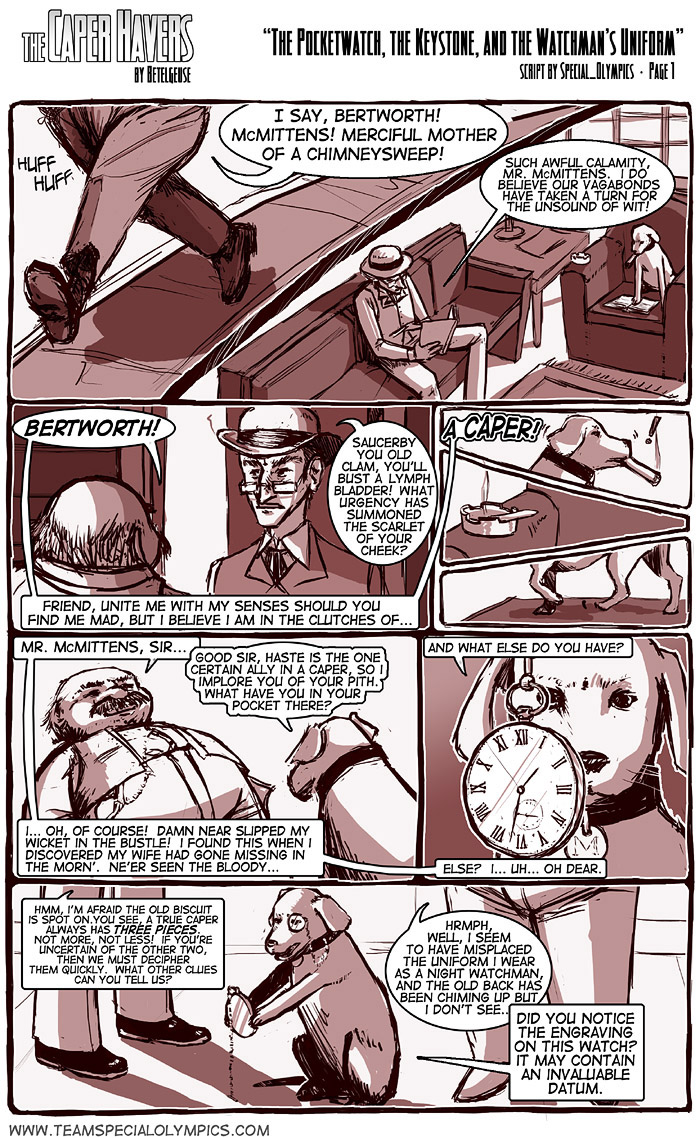 THE CAPER HAVERS
BY BETELGEUSE
"THE POCKETWATCH, THE KEYSTONE, AND THE WATCHMAN'S UNIFORM"
SCRIPT BY SPECIAL_OLYMPICS · PAGE 1
HUFF
HUFF
I SAY, BERTWORTH!
McMITTENS! MERCIFUL MOTHER
OF A CHIMNEYSWEEP!
SUCH AWFUL CALAMITY,
MR. McMITTENS. I DO
BELIEVE OUR VAGABONDS
HAVE TAKEN A TURN FOR
THE UNSOUND OF WIT!
BERTWORTH!
SAUCERBY
YOU OLD
CLAM, YOU'LL
BUST A LYMPH
BLADDER! WHAT
URGENCY HAS
SUMMONED
THE SCARLET
OF YOUR
CHEEK?
FRIEND, UNITE ME WITH MY SENSES SHOULD YOU
FIND ME MAD, BUT I BELIEVE I AM IN THE CLUTCHES OF...
A CAPER!
!
MR. McMITTENS, SIR...
GOOD SIR, HASTE IS THE ONE
CERTAIN ALLY IN A CAPER, SO I
IMPLORE YOU OF YOUR PITH.
WHAT HAVE YOU IN YOUR
POCKET THERE?
I... OH, OF COURSE! DAMN NEAR SLIPPED MY
WICKET IN THE BUSTLE! I FOUND THIS WHEN I
DISCOVERED MY WIFE HAD GONE MISSING IN
THE MORN'. NE'ER SEEN THE BLOODY...
AND WHAT ELSE DO YOU HAVE?
XII I II III IIII V VI VII VIII IX X XI
M
ELSE? I... UH... OH DEAR.
HMM, I'M AFRAID THE OLD BISCUIT
IS SPOT ON.YOU SEE, A TRUE CAPER
ALWAYS HAS THREE PIECES.
NOT MORE, NOT LESS! IF YOU'RE
UNCERTAIN OF THE OTHER TWO,
THEN WE MUST DECIPHER
THEM QUICKLY. WHAT OTHER CLUES
CAN YOU TELL US?
HRMPH,
WELL, I SEEM
TO HAVE MISPLACED
THE UNIFORM I WEAR
AS A NIGHT WATCHMAN,
AND THE OLD BACK HAS
BEEN CHIMING UP BUT
I DON'T SEE...
DID YOU NOTICE
THE ENGRAVING
ON THIS WATCH?
IT MAY CONTAIN
AN INVALUABLE
DATUM.
WWW.TEAMSPECIALOLYMPICS.COM